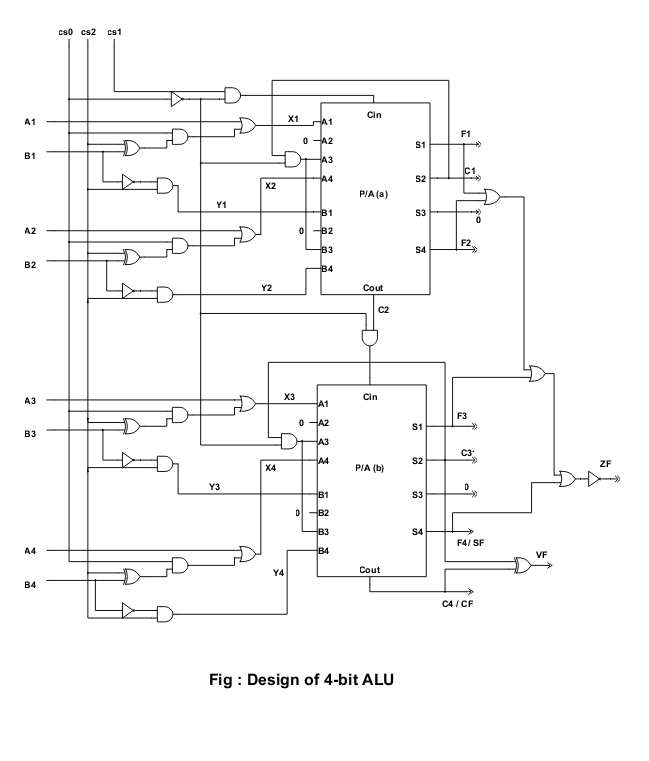 cs0 cs2 cs1
A1
B1
A2
B2
A3
B3
A4
B4
X1
X2
Y1
Y2
X3
X4
Y3
Y4
0
0
Cin
A1
A2
A3
A4
B1
B2
B3
B4
P/A (a)
S1
S2
S3
S4
Cout
F1
C1
0
F2
C2
0
0
Cin
A1
A2
A3
A4
B1
B2
B3
B4
P/A (b)
S1
S2
S3
S4
Cout
F3
C3
0
F4/ SF
C4 / CF
ZF
VF
Fig : Design of 4-bit ALU